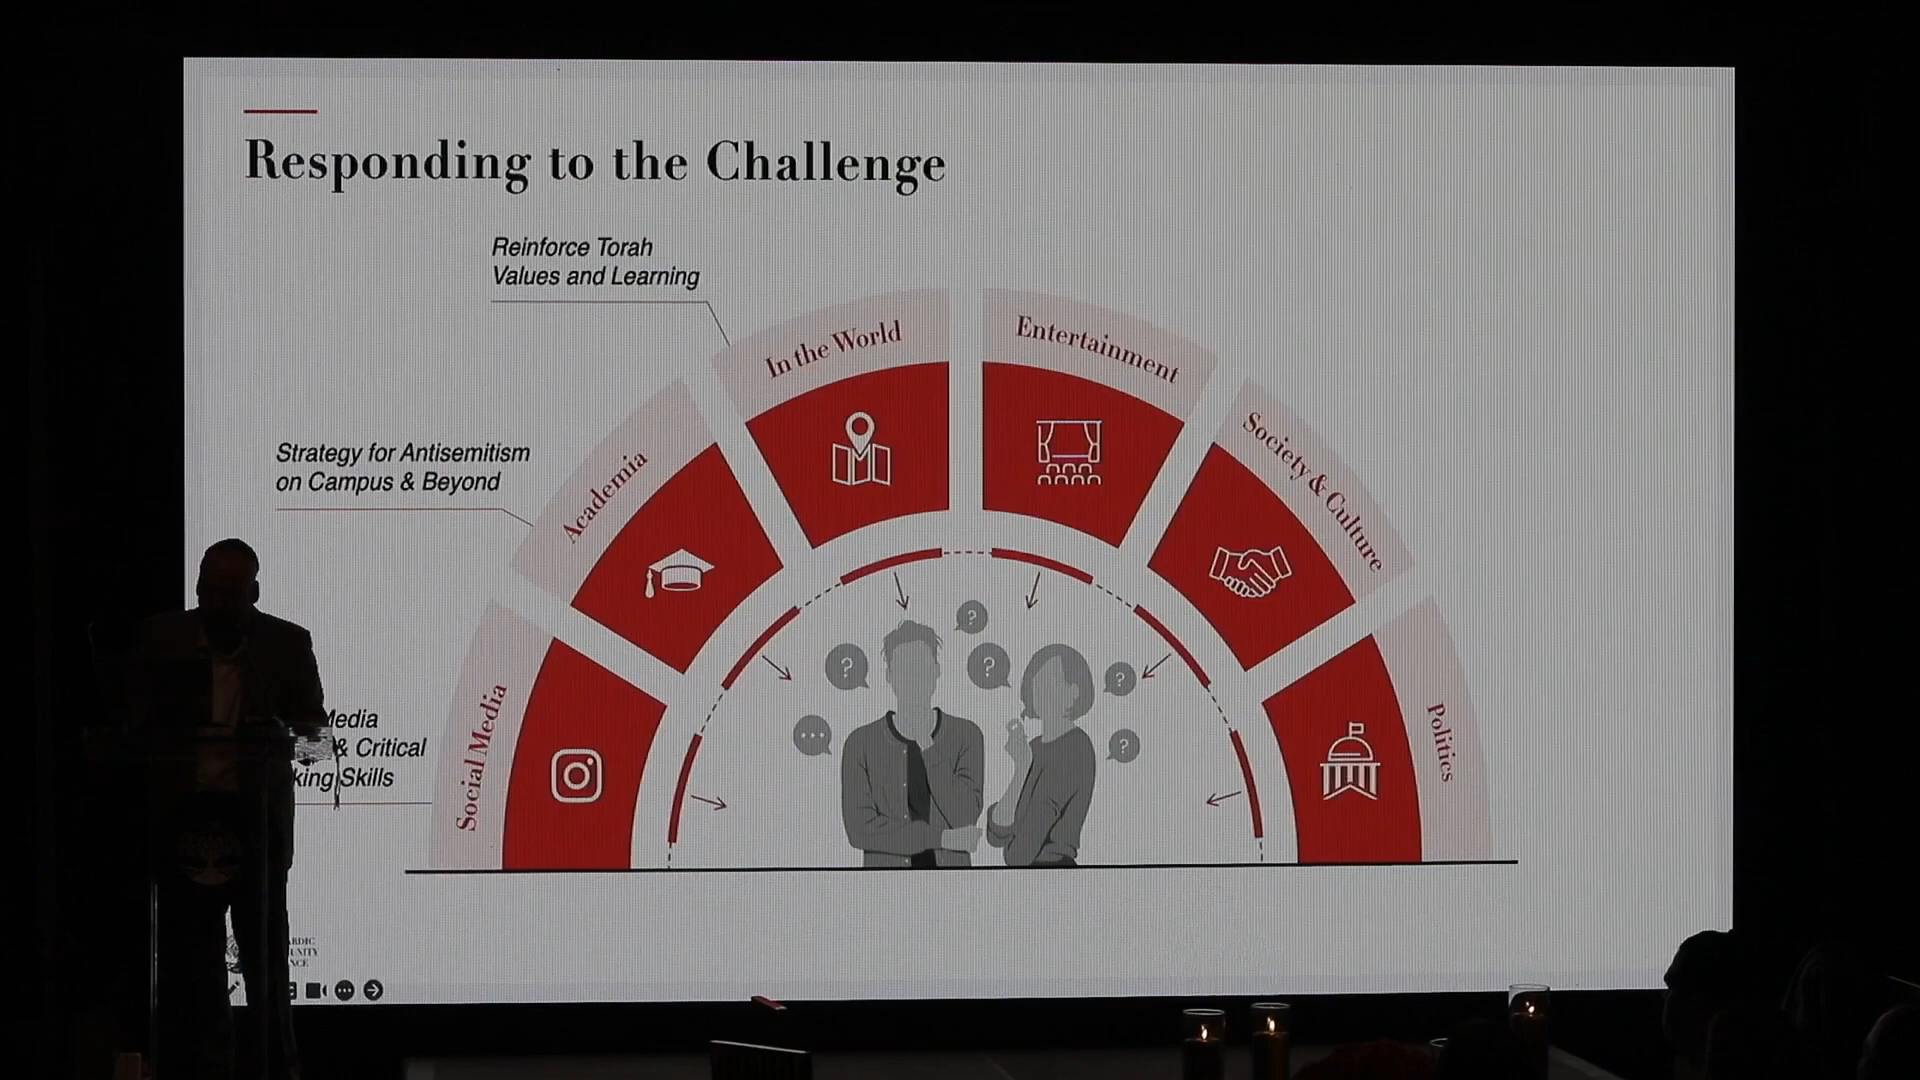 Responding to the Challenge
Reinforce Torah
Values and Learning
In the World
Entertainment
Strategy for Antisemitism
on Campus & Beyond
Academia
Society & Culture
Media
& Critical
Skills
Social Media
Politics
?
?
?
?
?